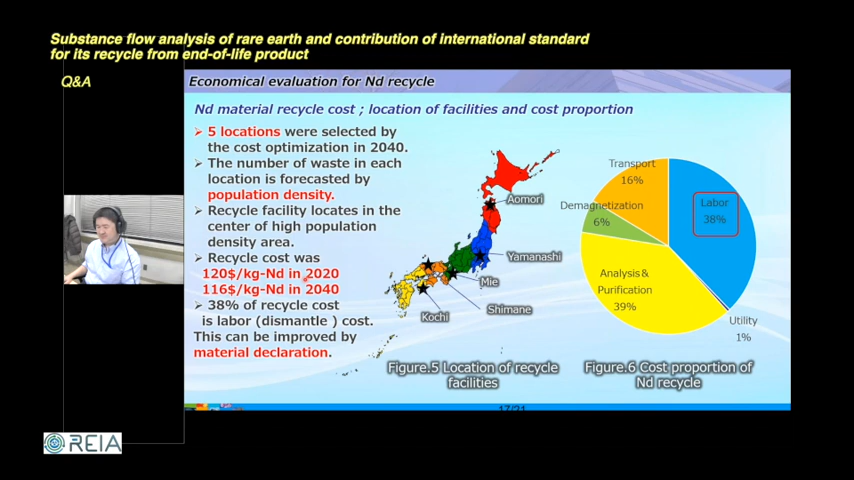 Substance flow analysis of rare earth and contribution of international standard
for its recycle from end-of-life product
Q&A
Economical evaluation for Nd recycle
Nd material recycle cost ; location of facilities and cost proportion
➢ 5 locations were selected by
the cost optimization in 2040.
➢ The number of waste in each
location is forecasted by
population density.
➢ Recycle facility locates in the
center of high population
density area.
➢ Recycle cost was
120$/kg-Nd in 2020
116$/kg-Nd in 2040
➢ 38% of recycle cost
is labor (dismantle ) cost.
This can be improved by
material declaration.
Aomori
Yamanashi
Mie
Shimane
Kochi
Figure.5 Location of recycle
facilities
Transport
16%
Demagnetization
6%
Labor
38%
Analysis&
Purification
39%
Utility
1%
Figure.6 Cost proportion of
Nd recycle
17/21
REIA